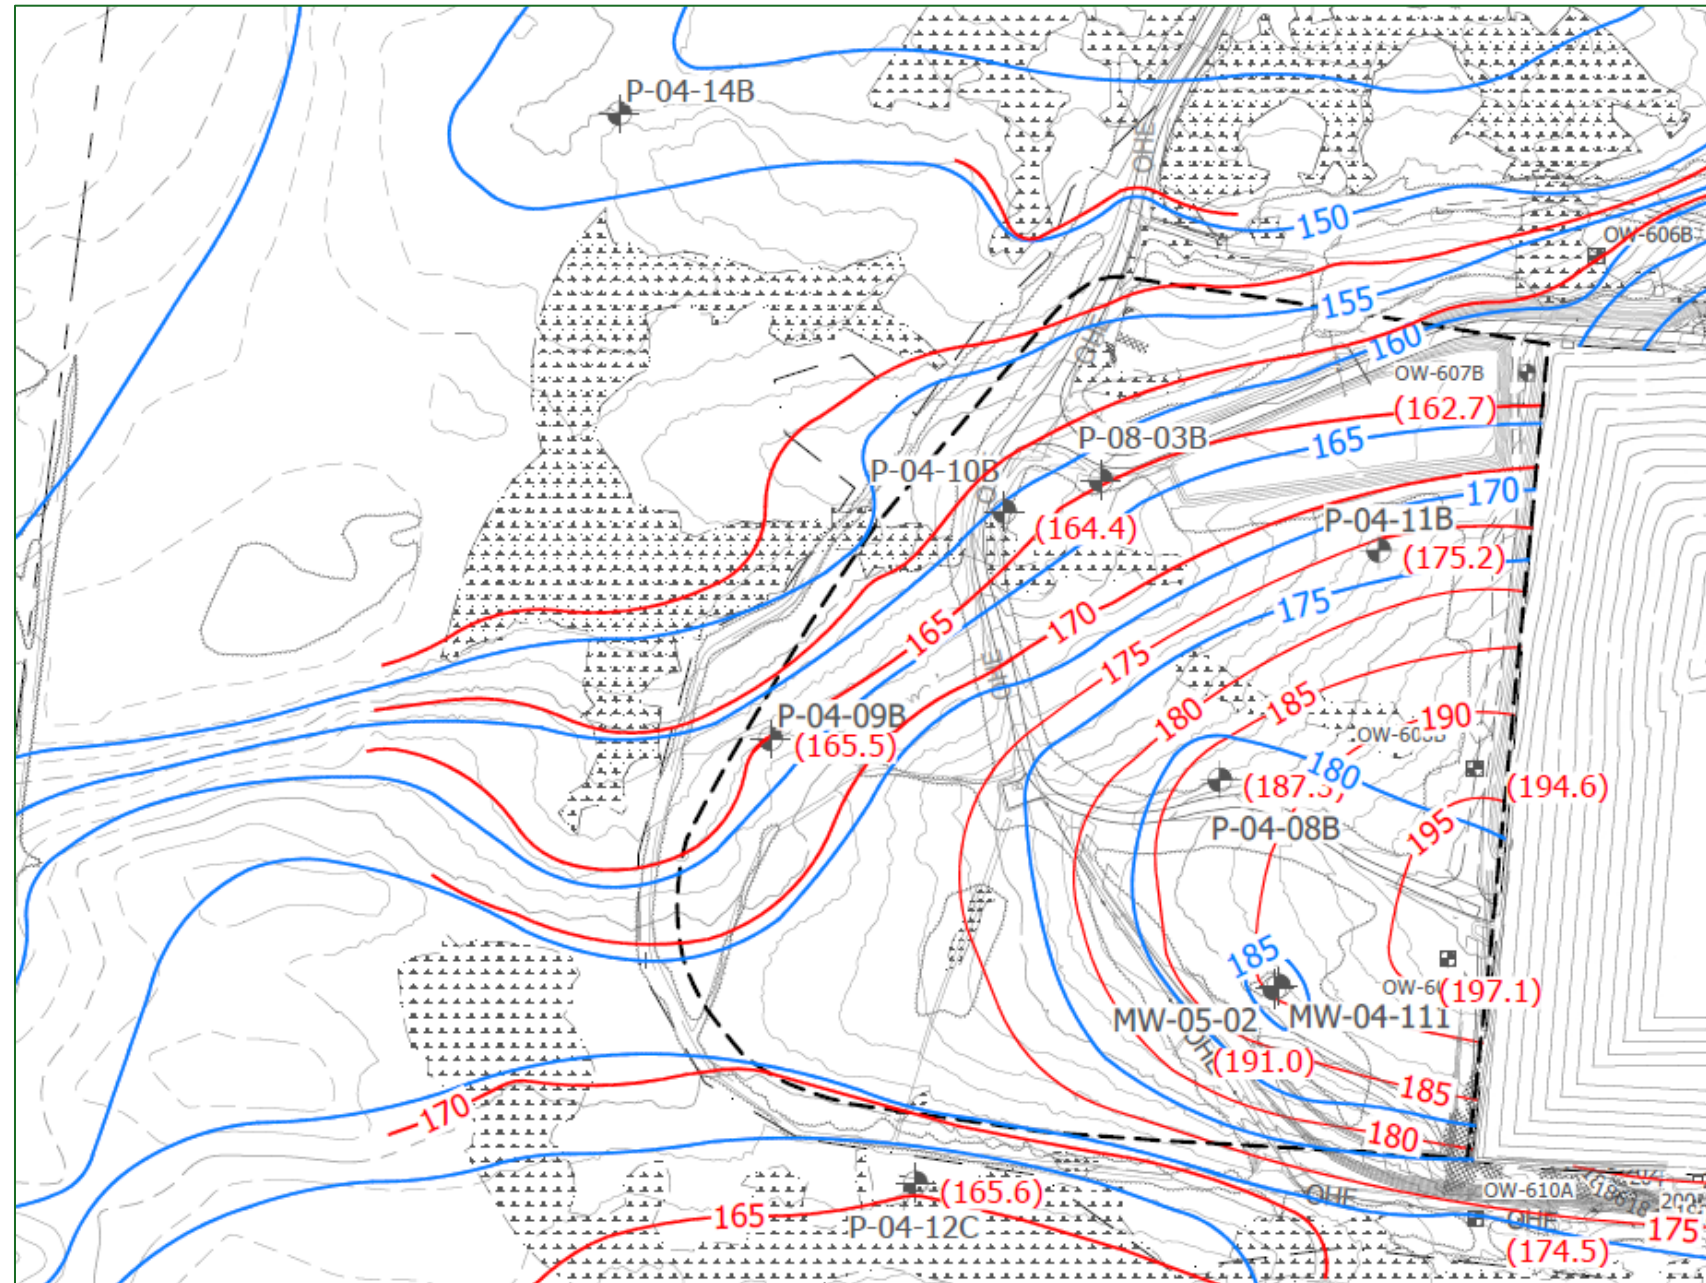 P-04-14B
OHE
150
OW-606B
155
160
OW-607B
(162.7)
P-08-03B
165
P-04-10B
170
P-04-11B
(164.4)
(175.2)
175
165
170
175
OHE
185
180
190
P-04-09B
(165.5)
180
(194.6)
P-04-08B
195
185
(197.1)
MW-05-02
MW-04-111
(191.0)
185
170
180
(165.6)
OHE
OW-610A
165
P-04-12C
OHE
175
(174.5)